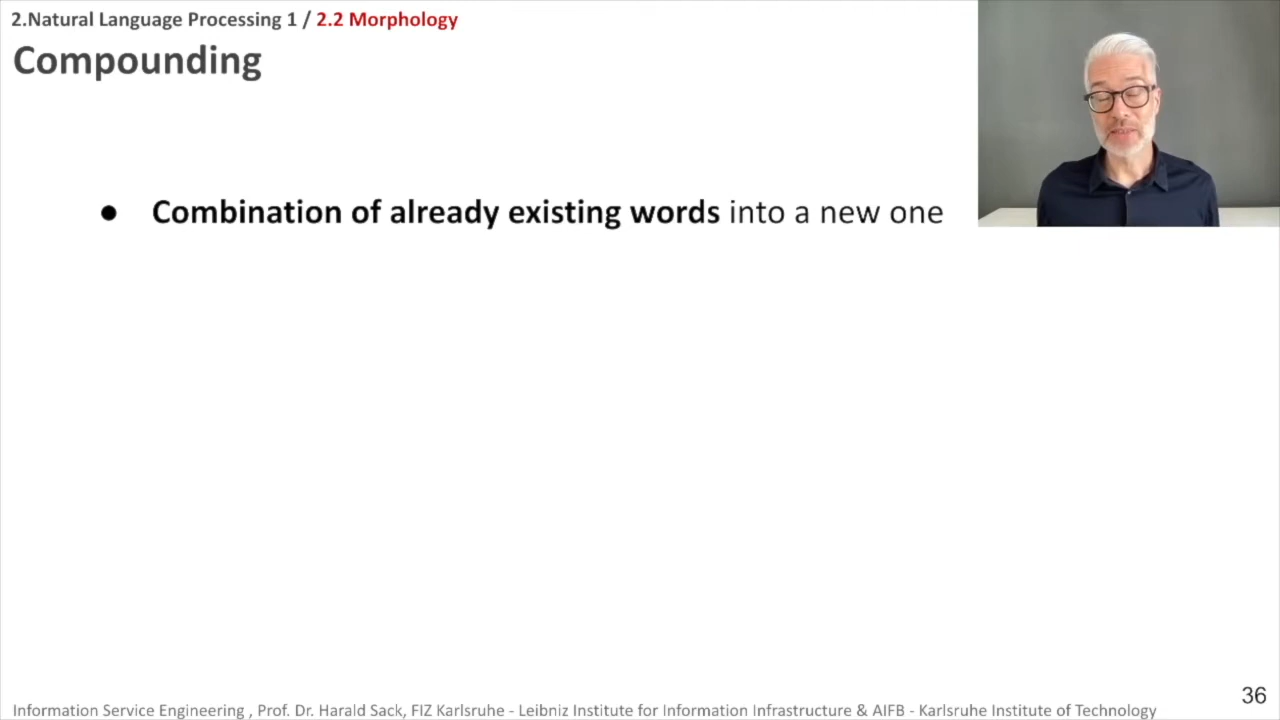 2.Natural Language Processing 1 / 2.2 Morphology
Compounding
● Combination of already existing words into a new one
36
Information Service Engineering , Prof. Dr. Harald Sack, FIZ Karlsruhe - Leibniz Institute for Information Infrastructure & AIFB - Karlsruhe Institute of Technology